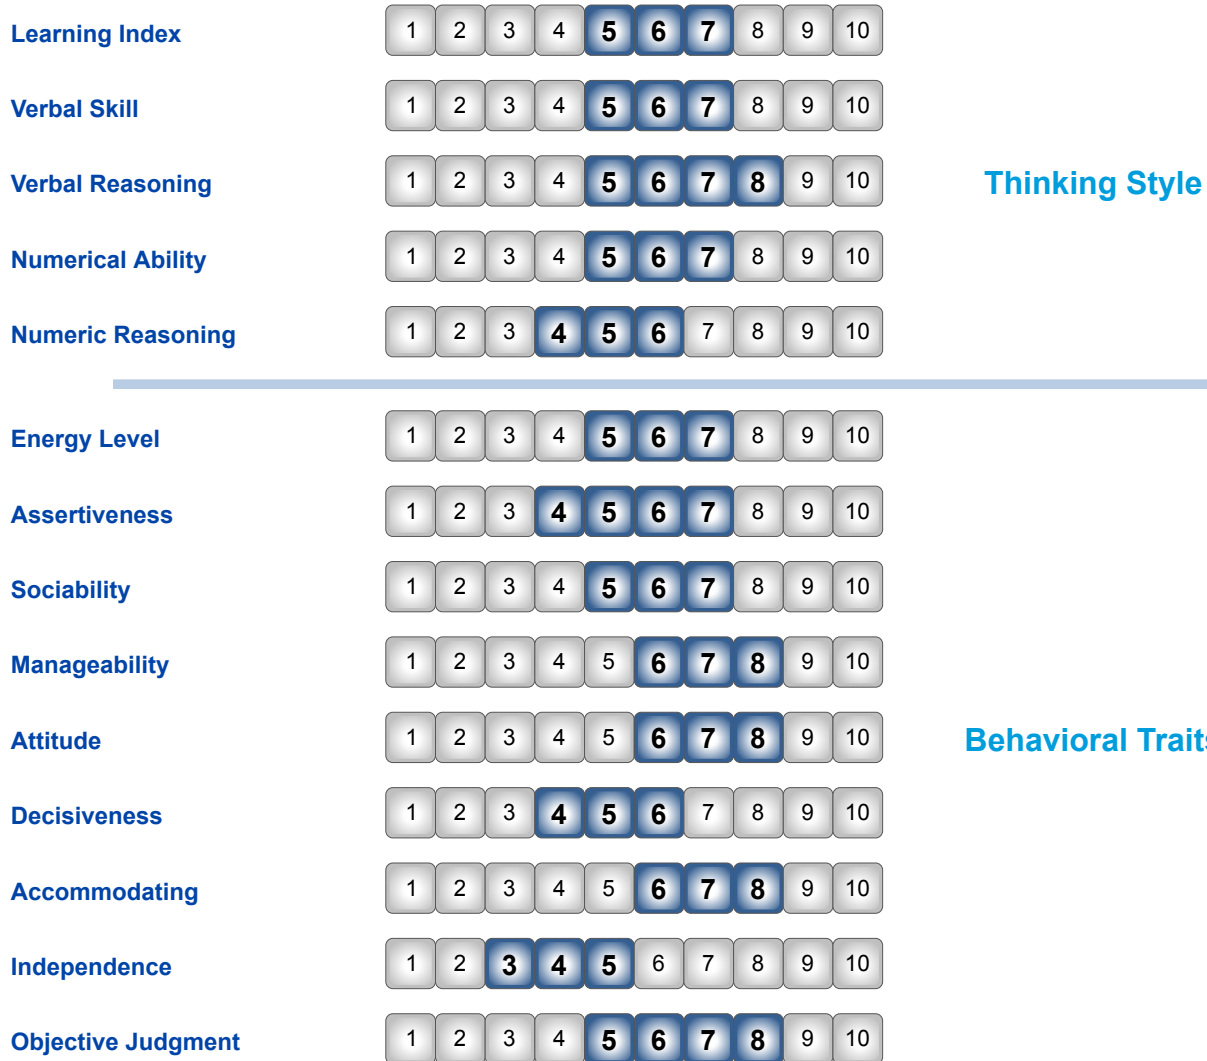 Learning Index 1 2 3 4 5 6 7 8 9 10
Verbal Skill 1 2 3 4 5 6 7 8 9 10
Verbal Reasoning 1 2 3 4 5 6 7 8 9 10 Thinking Style
Numerical Ability 1 2 3 4 5 6 7 8 9 10
Numeric Reasoning 1 2 3 4 5 6 7 8 9 10
Energy Level 1 2 3 4 5 6 7 8 9 10
Assertiveness 1 2 3 4 5 6 7 8 9 10
Sociability 1 2 3 4 5 6 7 8 9 10
Manageability 1 2 3 4 5 6 7 8 9 10
Attitude 1 2 3 4 5 6 7 8 9 10 Behavioral Traits
Decisiveness 1 2 3 4 5 6 7 8 9 10
Accommodating 1 2 3 4 5 6 7 8 9 10
Independence 1 2 3 4 5 6 7 8 9 10
Objective Judgment 1 2 3 4 5 6 7 8 9 10